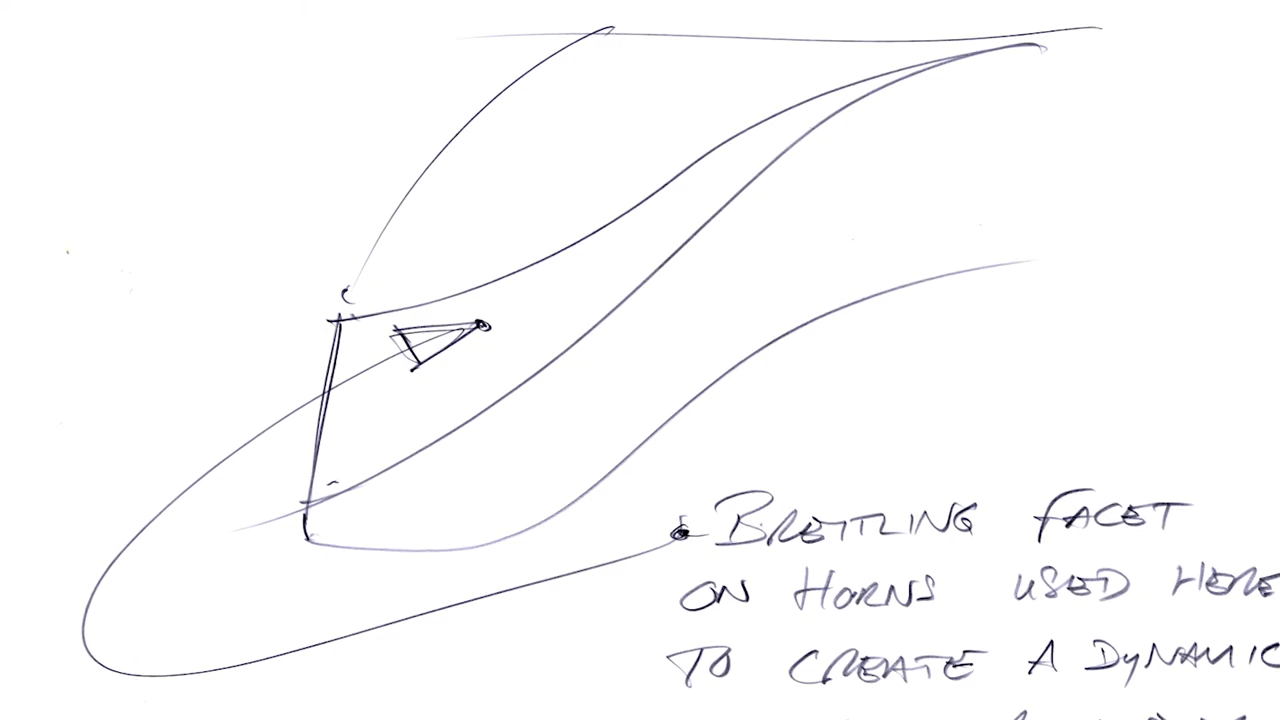 BREITLING FACET
ON HORNS USED HERE
TO CREATE A DYNAMIC